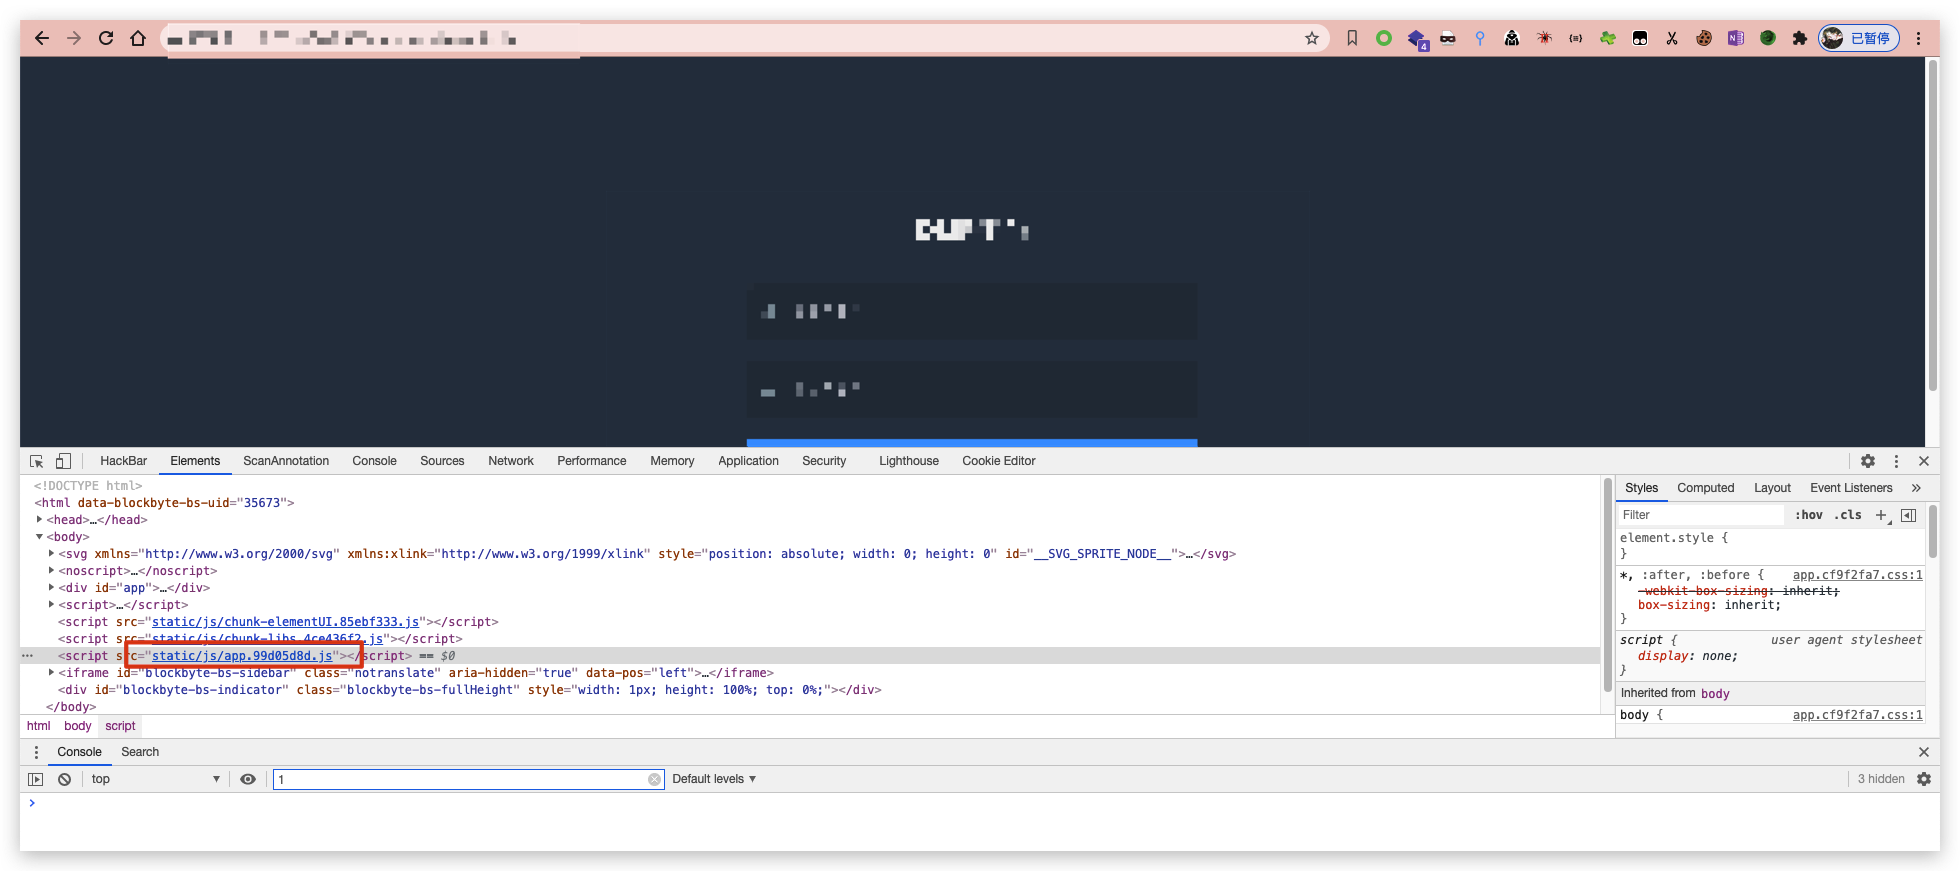 4
已暂停
HackBar Elements ScanAnnotation Console Sources Network Performance Memory Application Security Lighthouse Cookie Editor
<!DOCTYPE html>
<html data-blockbyte-bs-uid="35673">
<head>…</head>
<body>
<svg xmlns="http://www.w3.org/2000/svg" xmlns:xlink="http://www.w3.org/1999/xlink" style="position: absolute; width: 0; height: 0" id="__SVG_SPRITE_NODE__">…</svg>
<noscript>…</noscript>
<div id="app">…</div>
<script>…</script>
<script src="static/js/chunk-elementUI.85ebf333.js"></script>
<script src="static/js/chunk-libs.4ce436f2.js"></script>
<script src="static/js/app.99d05d8d.js"></script> == $0
<iframe id="blockbyte-bs-sidebar" class="notranslate" aria-hidden="true" data-pos="left">…</iframe>
<div id="blockbyte-bs-indicator" class="blockbyte-bs-fullHeight" style="width: 1px; height: 100%; top: 0%;"></div>
</body>
html body script
Styles Computed Layout Event Listeners »
Filter :hov .cls +
element.style {
}
*, :after, :before { app.cf9f2fa7.css:1
-webkit-box-sizing: inherit;
box-sizing: inherit;
}
script { user agent stylesheet
display: none;
}
Inherited from body
body { app.cf9f2fa7.css:1
Console Search
top 1 Default levels 3 hidden